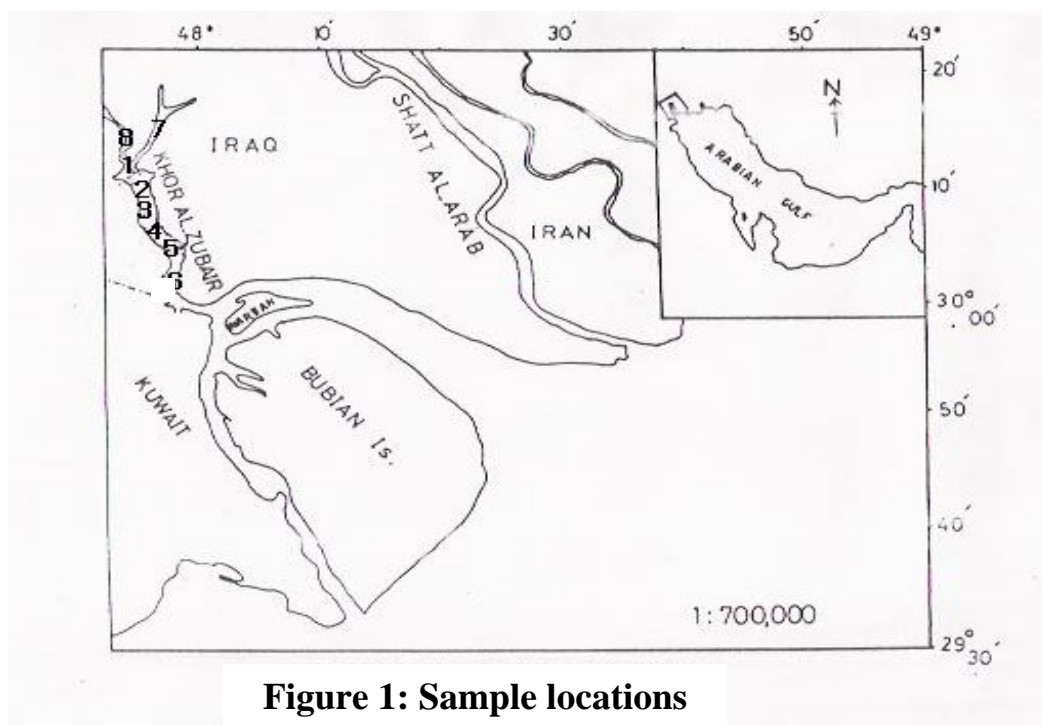 48° 10′ 30′ 50′ 49°
20′
N
8
7
IRAQ
SHATT AL.ARAB
ARABIAN GULF
1
KHOR AL.ZUBAIR
10′
2
3
4
IRAN
5
6
30° 00′
WARBAH
BUBIAN Is.
KUWAIT
50′
40′
1:700,000
29° 30′
Figure 1: Sample locations